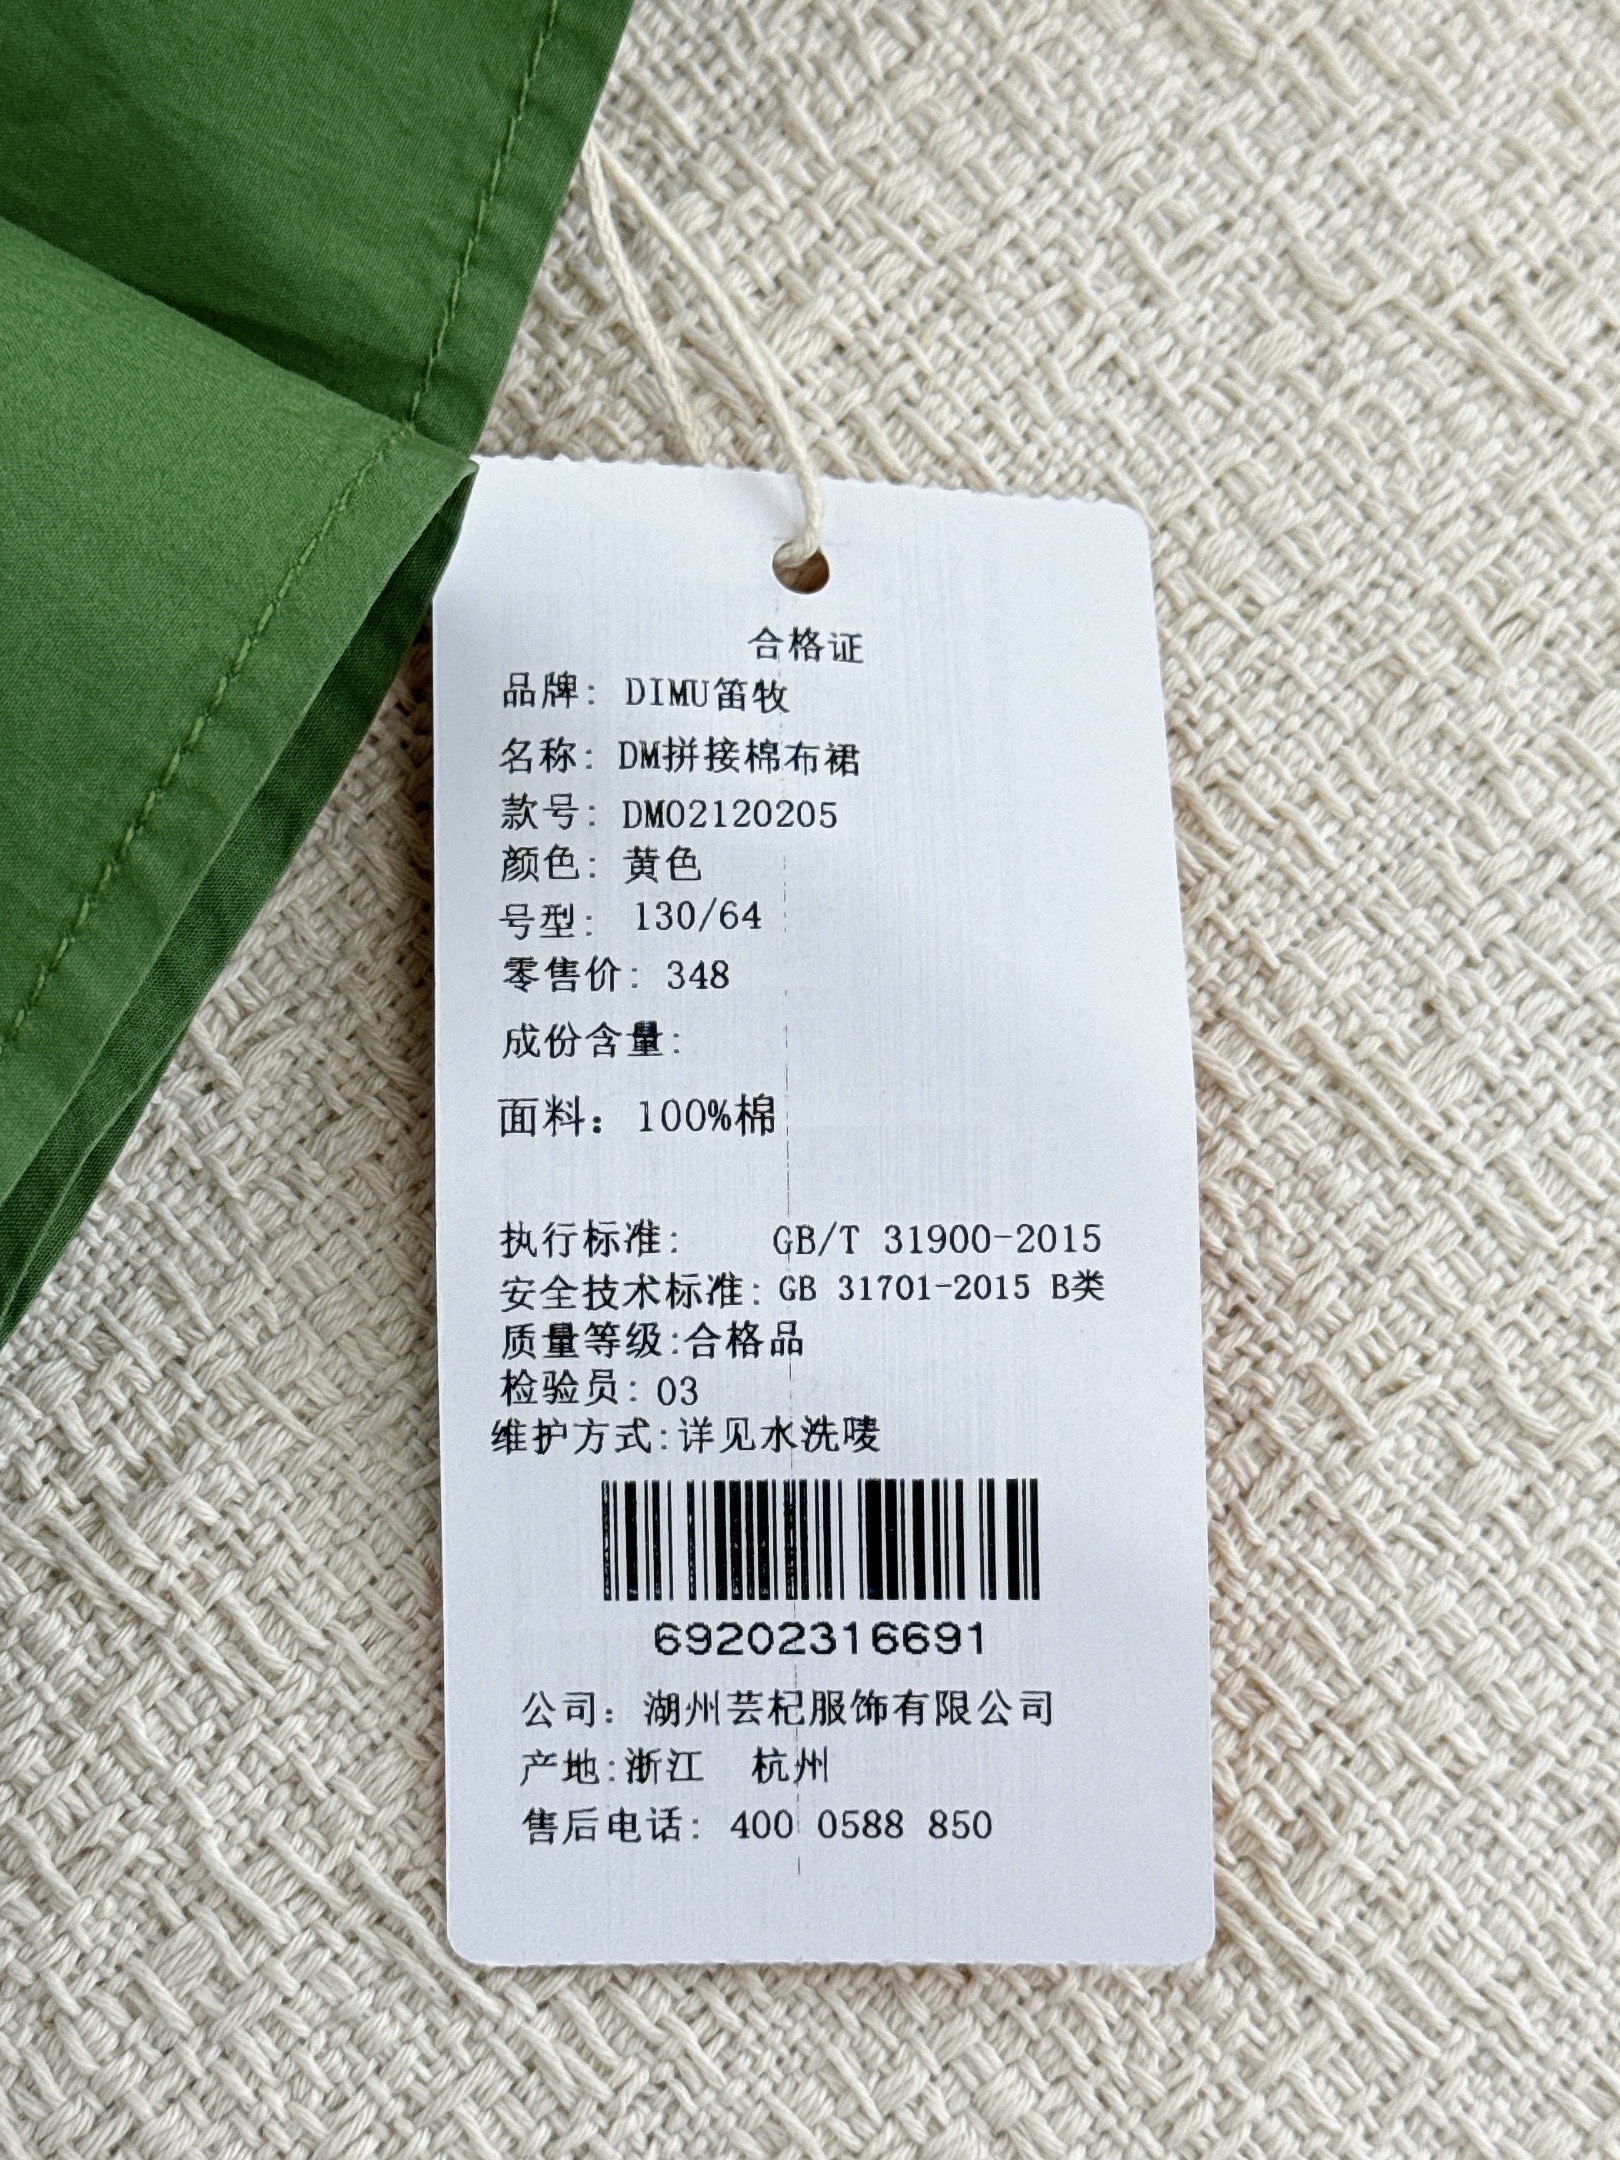 合格证
品牌: DIMU笛牧
名称: DM拼接棉布裙
款号: DM02120205
颜色: 黄色
号型: 130/64
零售价: 348
成份含量:
面料：100%棉
执行标准: GB/T 31900-2015
安全技术标准: GB 31701-2015 B类
质量等级:合格品
检验员: 03
维护方式:详见水洗唛
69202316691
公司：湖州芸杞服饰有限公司
产地:浙江 杭州
售后电话: 400 0588 850